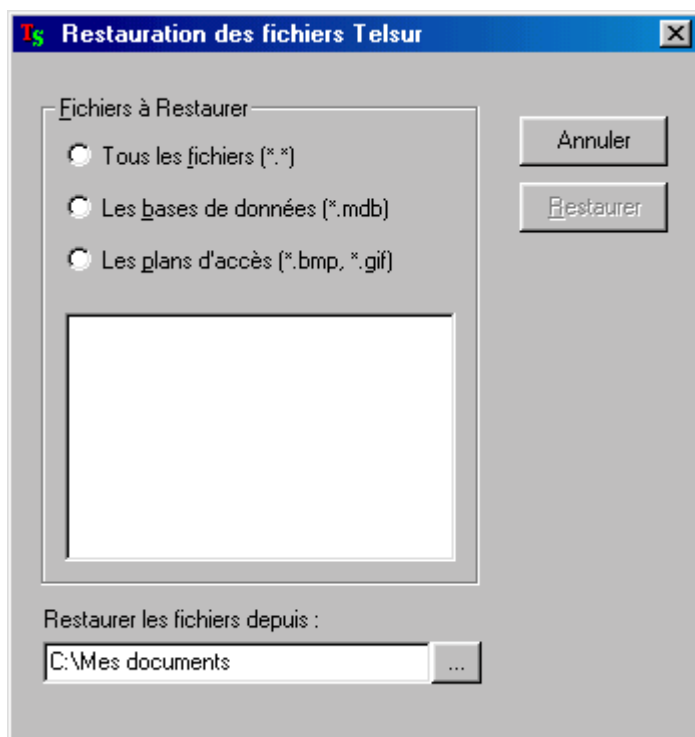 TS Restauration des fichiers Telsur
Fichiers à Restaurer
Tous les fichiers (*.*)
Les bases de données (*.mdb)
Les plans d'accès (*.bmp, *.gif)
Annuler
Restaurer
Restaurer les fichiers depuis :
C:\Mes documents
...